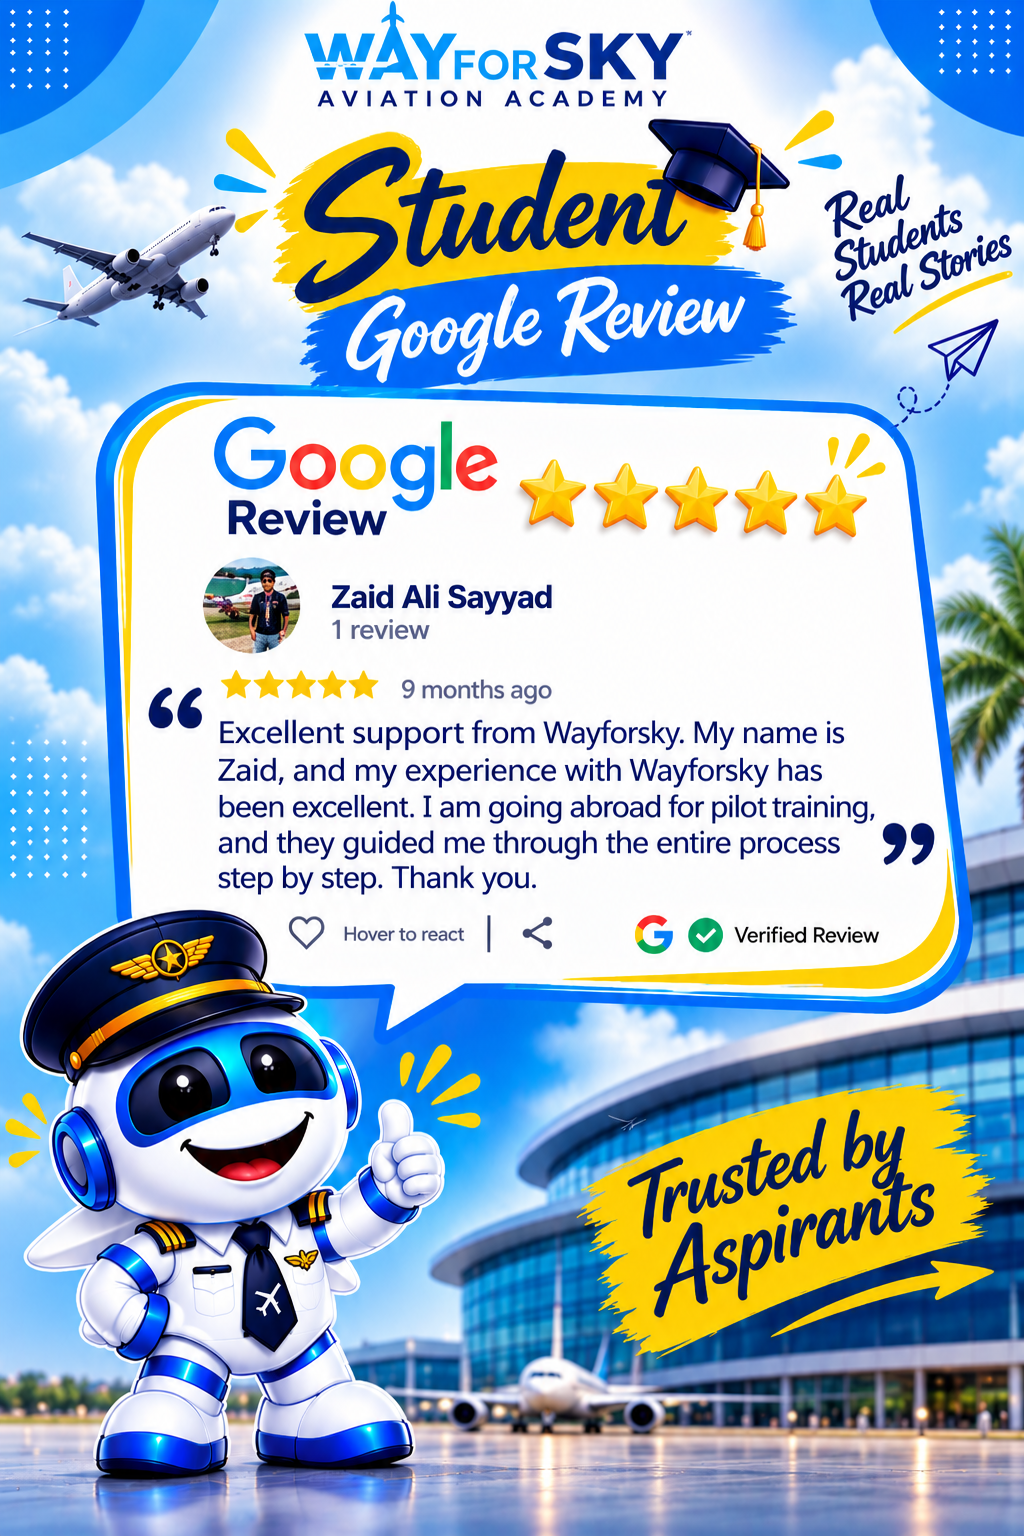 WAYFORSKY
AVIATION ACADEMY
Student
Google Review
Real
Students
Real Stories
Google
Review
Zaid Ali Sayyad
1 review
9 months ago
“
Excellent support from Wayforsky. My name is
Zaid, and my experience with Wayforsky has
been excellent. I am going abroad for pilot training,
and they guided me through the entire process
step by step. Thank you.
”
Hover to react |
G Verified Review
Trusted by
Aspirants